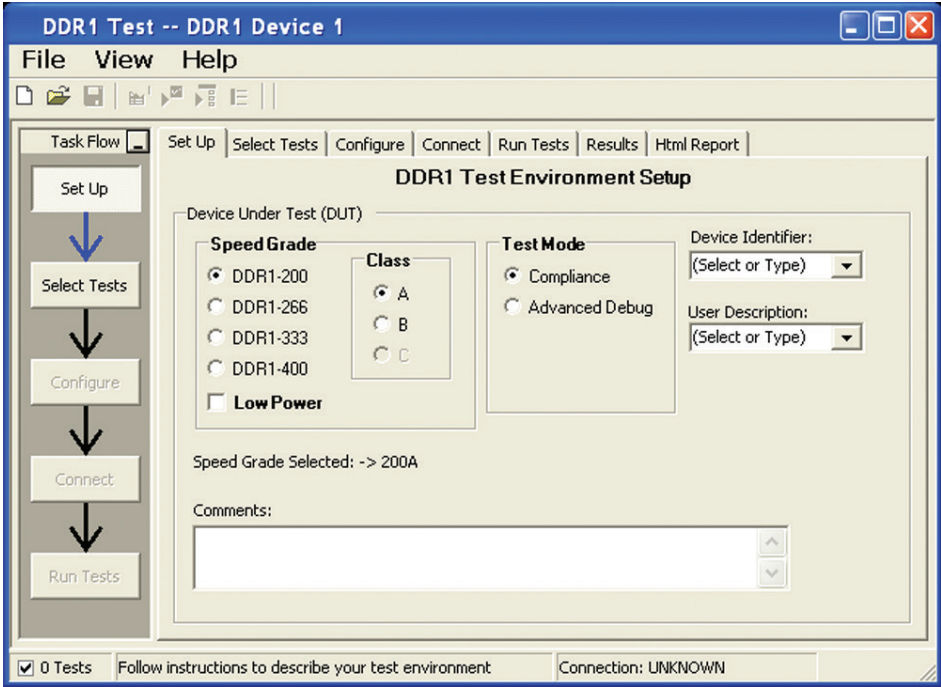 DDR1 Test -- DDR1 Device 1
File View Help
Task Flow
Set Up
Select Tests
Configure
Connect
Run Tests
Set Up Select Tests Configure Connect Run Tests Results Html Report
DDR1 Test Environment Setup
Device Under Test (DUT)
Speed Grade
DDR1-200
DDR1-266
DDR1-333
DDR1-400
Low Power
Class
A
B
C
Test Mode
Compliance
Advanced Debug
Device Identifier:
(Select or Type)
User Description:
(Select or Type)
Speed Grade Selected: -> 200A
Comments:
0 Tests Follow instructions to describe your test environment Connection: UNKNOWN